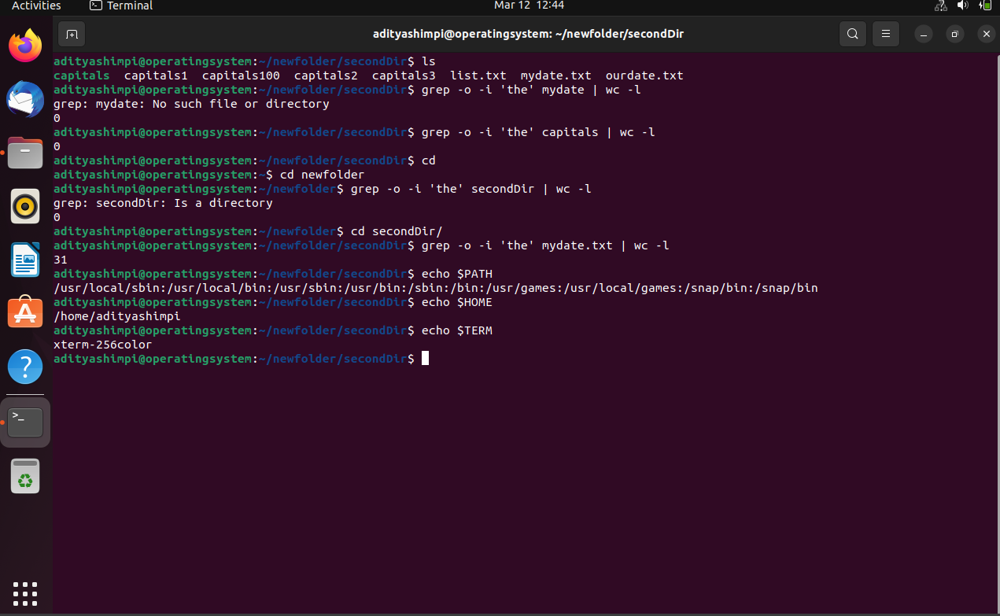 Activities Terminal Mar 12 12:44
adityashimpi@operatingsystem: ~/newfolder/secondDir
adityashimpi@operatingsystem:~/newfolder/secondDir$ ls
capitals capitals1 capitals100 capitals2 capitals3 list.txt mydate.txt ourdate.txt
adityashimpi@operatingsystem:~/newfolder/secondDir$ grep -o -i 'the' mydate | wc -l
grep: mydate: No such file or directory
0
adityashimpi@operatingsystem:~/newfolder/secondDir$ grep -o -i 'the' capitals | wc -l
0
adityashimpi@operatingsystem:~/newfolder/secondDir$ cd
adityashimpi@operatingsystem:~$ cd newfolder
adityashimpi@operatingsystem:~/newfolder$ grep -o -i 'the' secondDir | wc -l
grep: secondDir: Is a directory
0
adityashimpi@operatingsystem:~/newfolder$ cd secondDir/
adityashimpi@operatingsystem:~/newfolder/secondDir$ grep -o -i 'the' mydate.txt | wc -l
31
adityashimpi@operatingsystem:~/newfolder/secondDir$ echo $PATH
/usr/local/sbin:/usr/local/bin:/usr/sbin:/usr/bin:/sbin:/bin:/usr/games:/usr/local/games:/snap/bin:/snap/bin
adityashimpi@operatingsystem:~/newfolder/secondDir$ echo $HOME
/home/adityashimpi
adityashimpi@operatingsystem:~/newfolder/secondDir$ echo $TERM
xterm-256color
adityashimpi@operatingsystem:~/newfolder/secondDir$